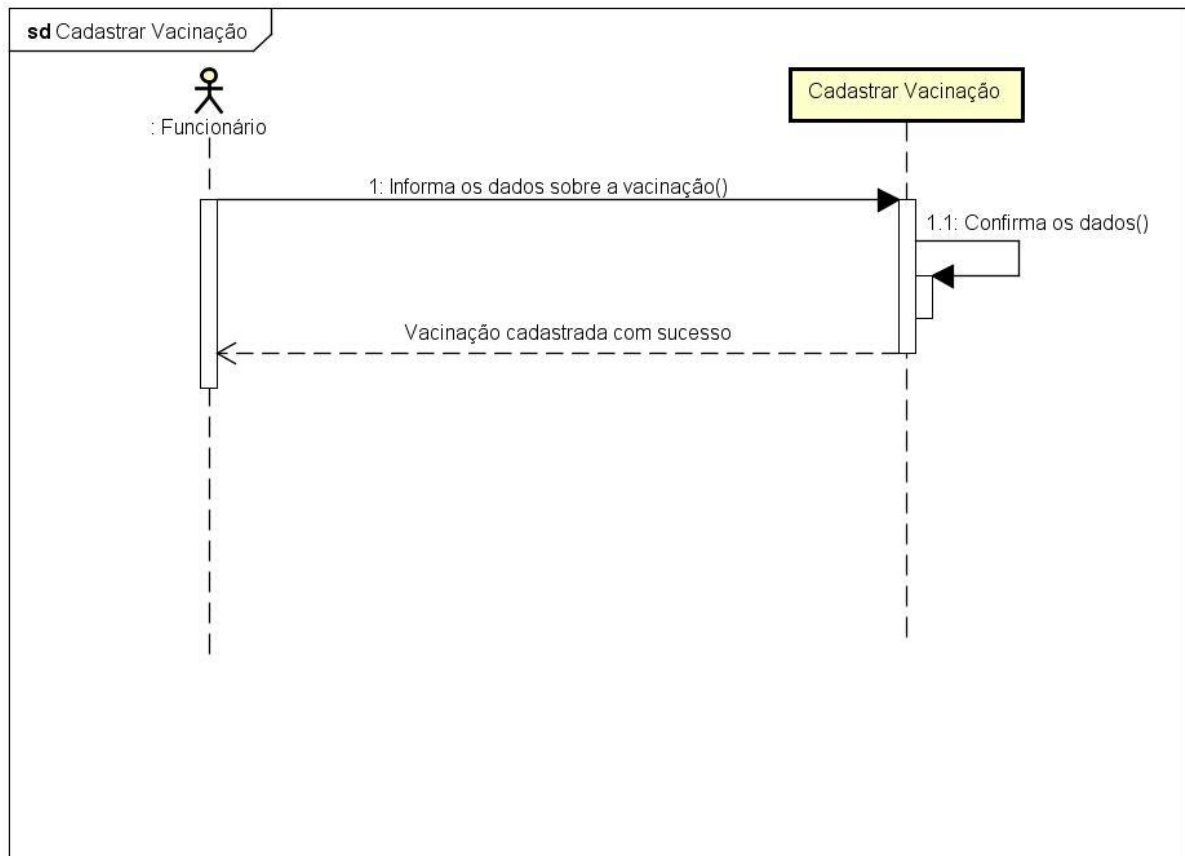 sd Cadastrar Vacinação
: Funcionário
Cadastrar Vacinação
1: Informa os dados sobre a vacinação()
1.1: Confirma os dados()
Vacinação cadastrada com sucesso